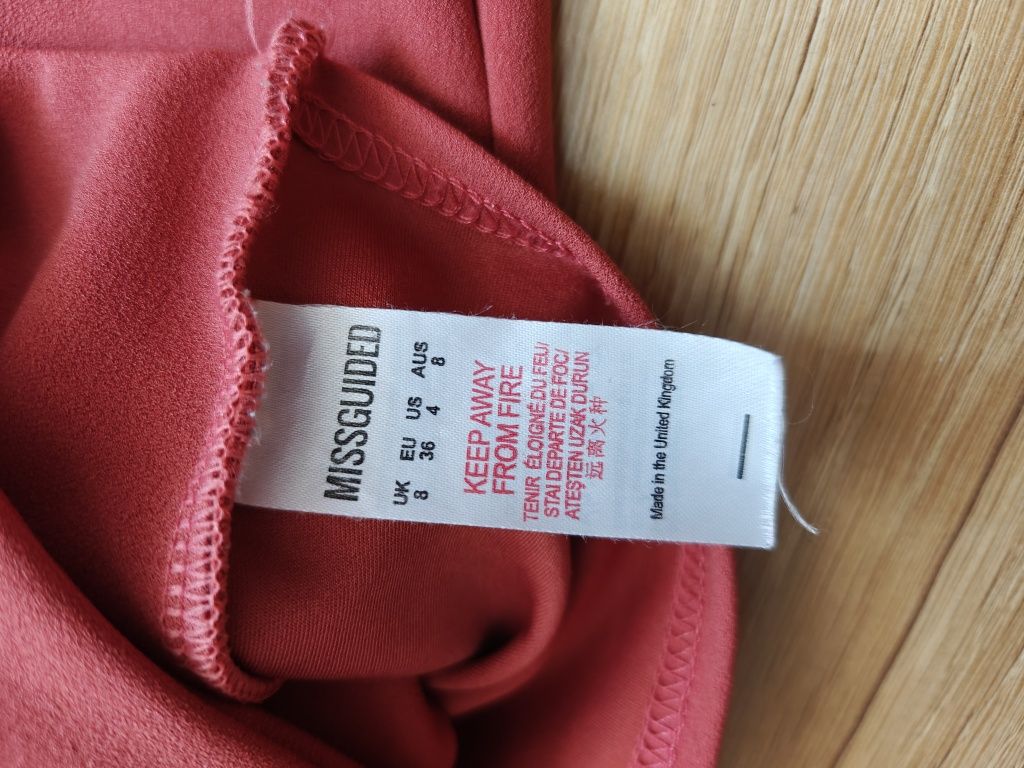 MISSGUIDED
UK EU US AUS
8 36 4 8
KEEP AWAY
FROM FIRE
TENIR ÉLOIGNÉ DU FEU/
STAI DEPARTE DE FOC/
ATEŞTEN UZAK DURUN
远离火种
Made in the United Kingdom